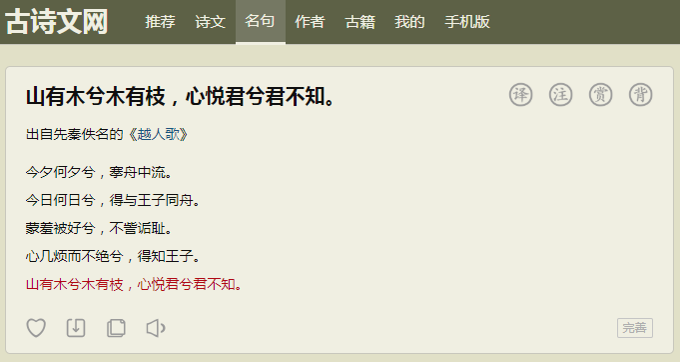 古诗文网 推荐 诗文 名句 作者 古籍 我的 手机版
山有木兮木有枝，心悦君兮君不知。 译 注 赏 背
出自先秦佚名的《越人歌》
今夕何夕兮，搴舟中流。
今日何日兮，得与王子同舟。
蒙羞被好兮，不訾诟耻。
心几烦而不绝兮，得知王子。
山有木兮木有枝，心悦君兮君不知。
完善